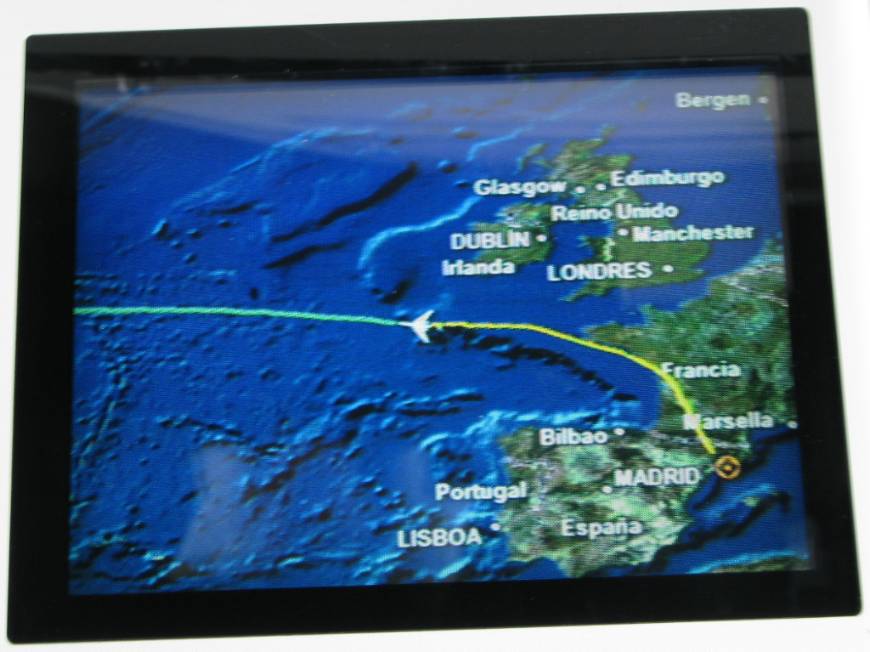 Bergen
Glasgow
Edimburgo
Reino Unido
DUBLIN
Manchester
Irlanda
LONDRES
Francia
Marsella
Bilbao
MADRID
Portugal
España
LISBOA